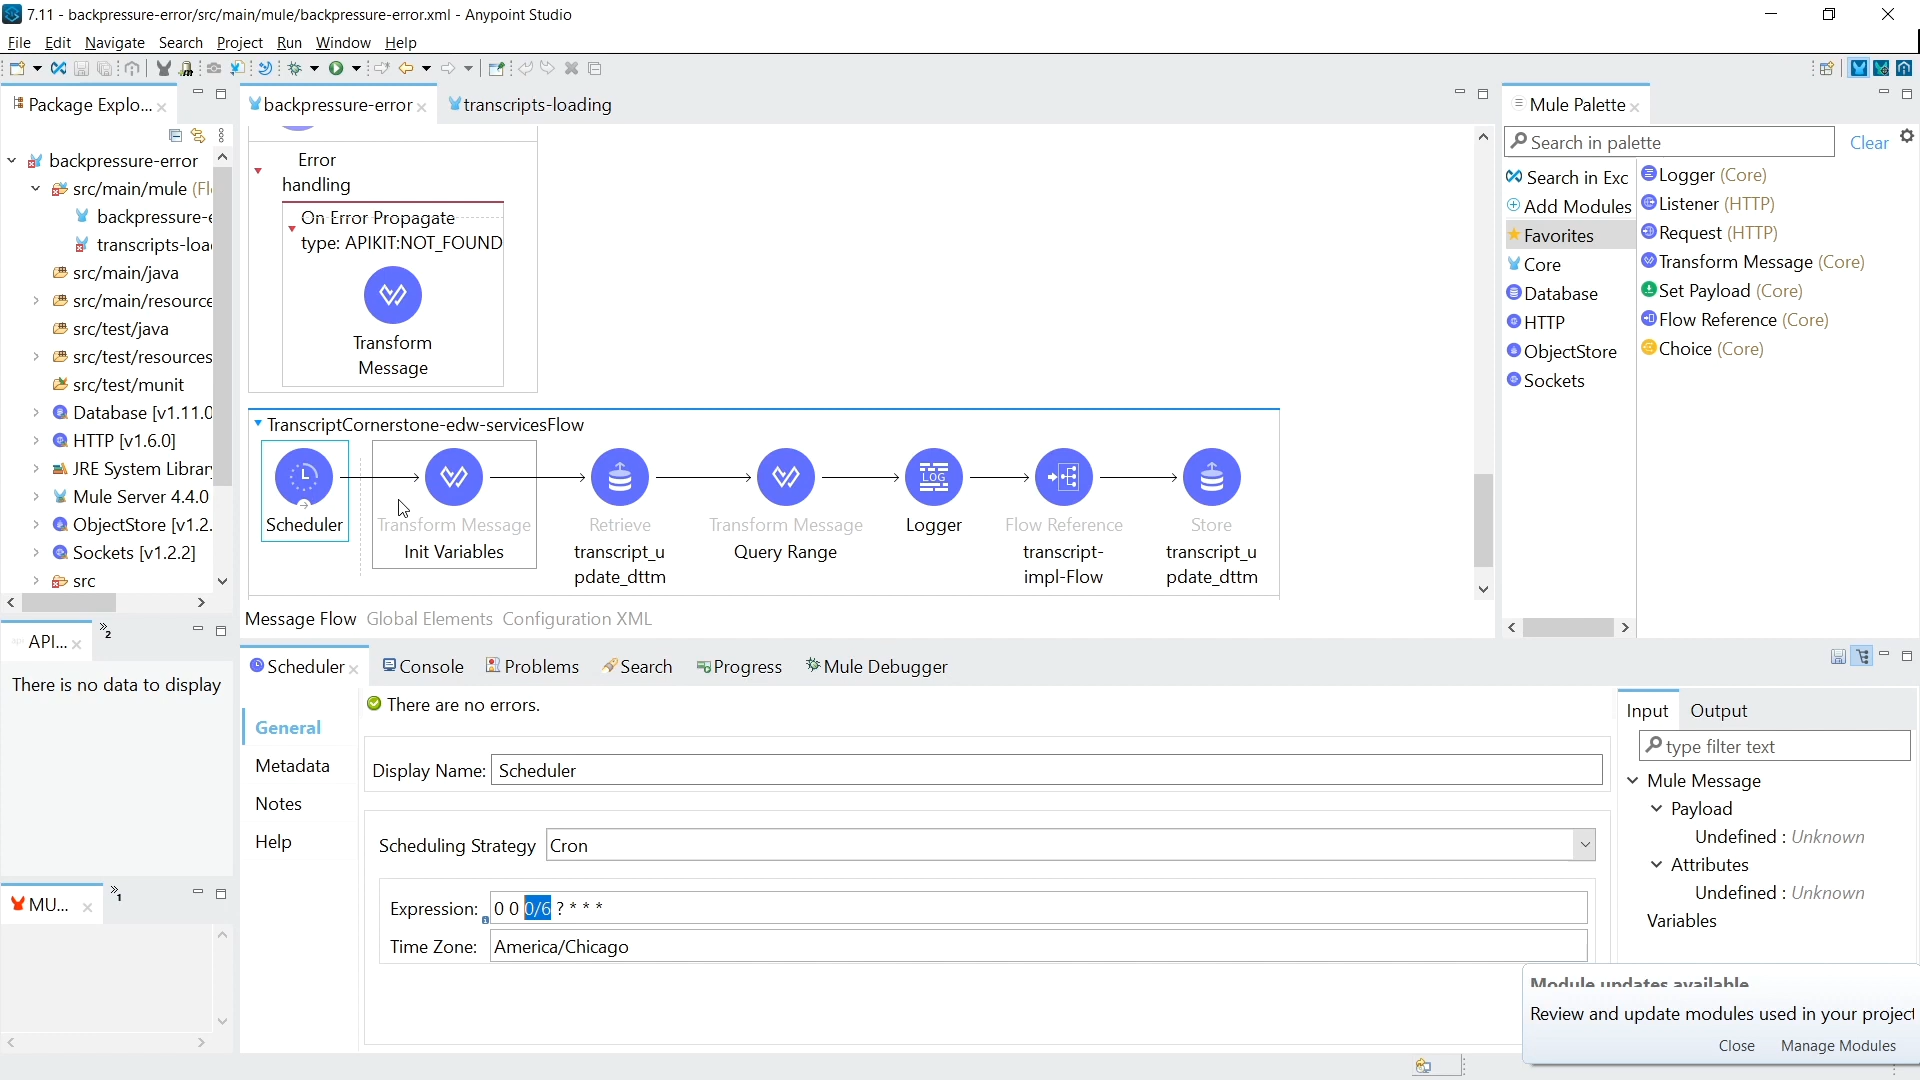 7.11 - backpressure-error/src/main/mule/backpressure-error.xml - Anypoint Studio
File Edit Navigate Search Project Run Window Help
Package Explo...
backpressure-error
transcripts-loading
Mule Palette
Search in palette
Clear
backpressure-error
src/main/mule (Fl
backpressure-e
transcripts-loa
src/main/java
src/main/resource
src/test/java
src/test/resources
src/test/munit
Database [v1.11.0
HTTP [v1.6.0]
JRE System Library
Mule Server 4.4.0
ObjectStore [v1.2.
Sockets [v1.2.2]
src
Error
handling
On Error Propagate
type: APIKIT:NOT_FOUND
Transform
Message
TranscriptCornerstone-edw-servicesFlow
Scheduler
Transform Message
Init Variables
Retrieve
transcript_u
pdate_dttm
Transform Message
Query Range
LOG
Logger
Flow Reference
transcript-
impl-Flow
Store
transcript_u
pdate_dttm
Message Flow Global Elements Configuration XML
Search in Exc
Add Modules
Favorites
Core
Database
HTTP
ObjectStore
Sockets
Logger (Core)
Listener (HTTP)
Request (HTTP)
Transform Message (Core)
Set Payload (Core)
Flow Reference (Core)
Choice (Core)
API...
2
There is no data to display
MU...
1
Scheduler
Console
Problems
Search
Progress
Mule Debugger
There are no errors.
General
Metadata
Notes
Help
Display Name: Scheduler
Scheduling Strategy Cron
Expression: 0 0 0/6 ? * * *
Time Zone: America/Chicago
Input Output
type filter text
Mule Message
Payload
Undefined : Unknown
Attributes
Undefined : Unknown
Variables
Module updates available
Review and update modules used in your project
Close Manage Modules